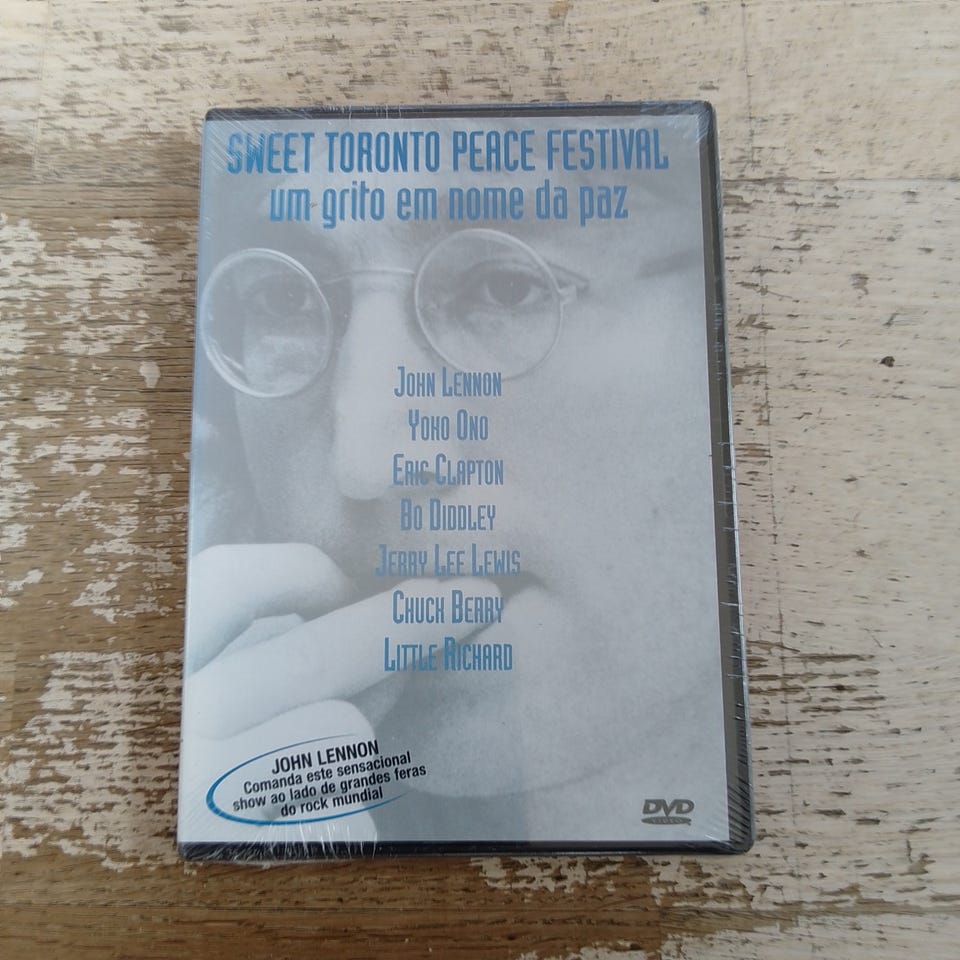 SWEET TORONTO PEACE FESTIVAL
um grito em nome da paz
JOHN LENNON
YOKO ONO
ERIC CLAPTON
BO DIDDLEY
JERRY LEE LEWIS
CHUCK BERRY
LITTLE RICHARD
JOHN LENNON
Comanda este sensacional
show ao lado de grandes feras
do rock mundial
DVD
VIDEO